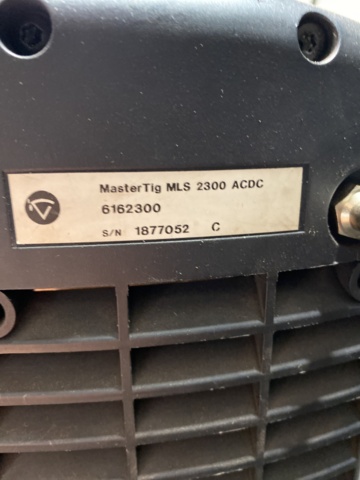 MasterTig MLS 2300 ACDC
6162300
S/N 1877052 C